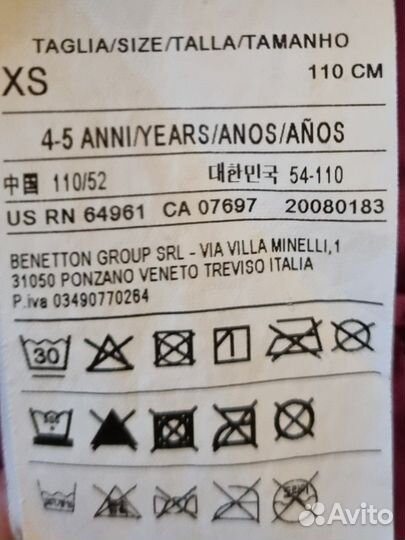 TAGLIA/SIZE/TALLA/TAMANHO
XS 110 CM
4-5 ANNI/YEARS/ANOS/AÑOS
中国 110/52 대한민국 54-110
US RN 64961 CA 07697 20080183
BENETTON GROUP SRL - VIA VILLA MINELLI,1
31050 PONZANO VENETO TREVISO ITALIA
P.iva 03490770264
30
Avito